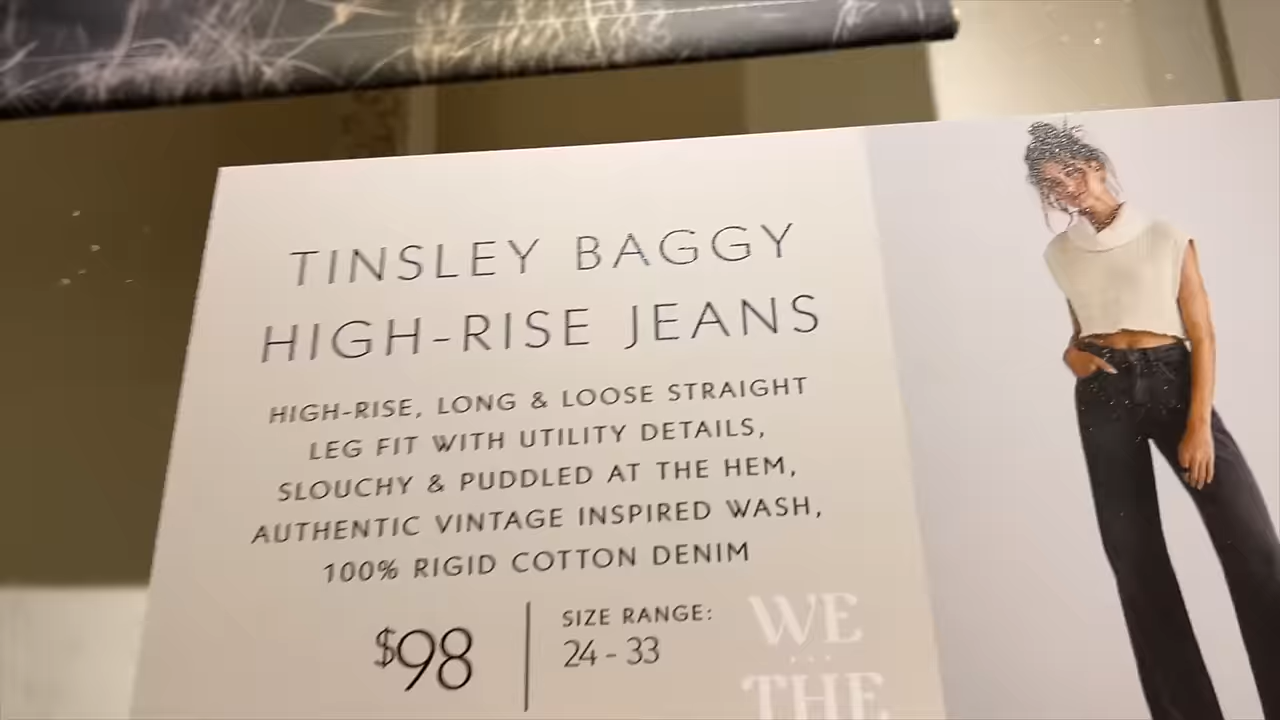 TINSLEY BAGGY
HIGH-RISE JEANS
HIGH-RISE, LONG & LOOSE STRAIGHT
LEG FIT WITH UTILITY DETAILS,
SLOUCHY & PUDDLED AT THE HEM,
AUTHENTIC VINTAGE INSPIRED WASH,
100% RIGID COTTON DENIM
$98
SIZE RANGE:
24 - 33
WE
THE